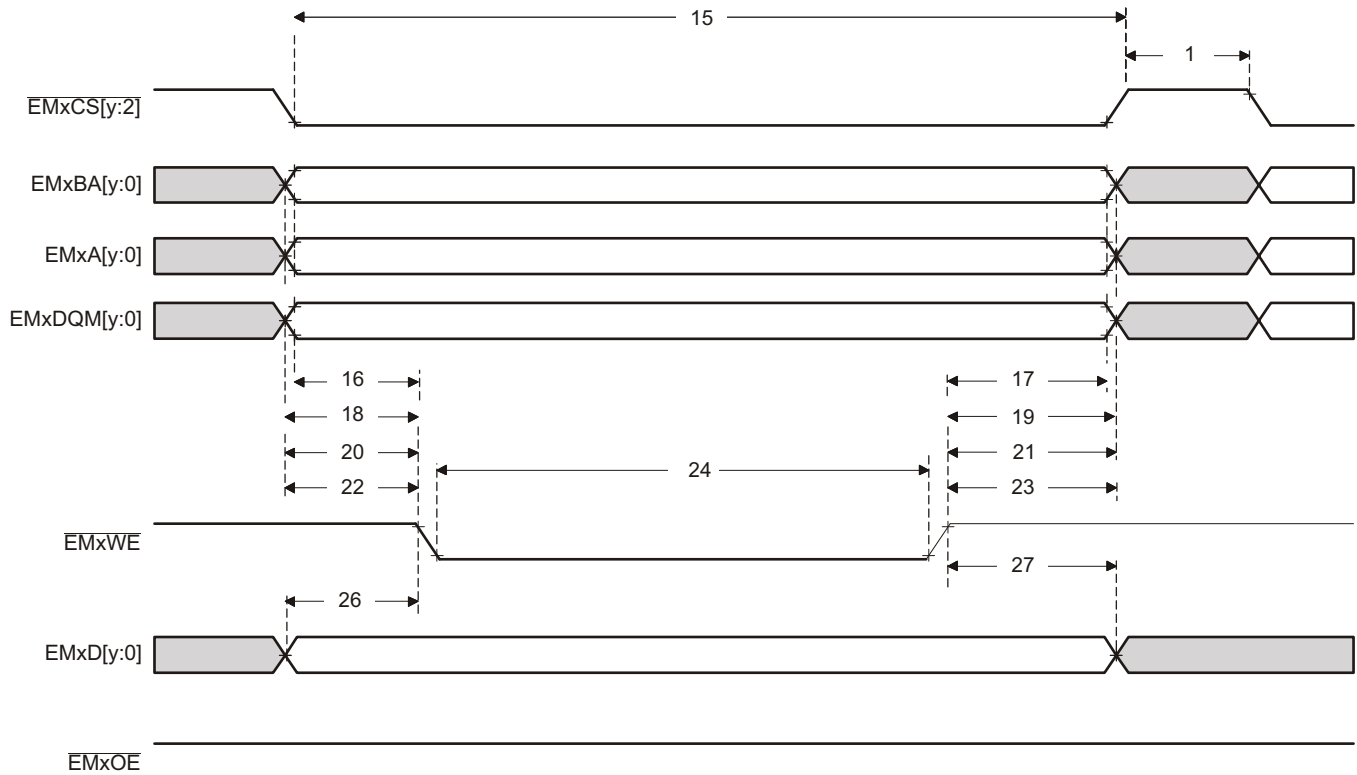 15
1
EMxCS[y:2]
EMxBA[y:0]
EMxA[y:0]
EMxDQM[y:0]
16
17
18
19
20
21
24
22
23
EMxWE
27
26
EMxD[y:0]
EMxOE